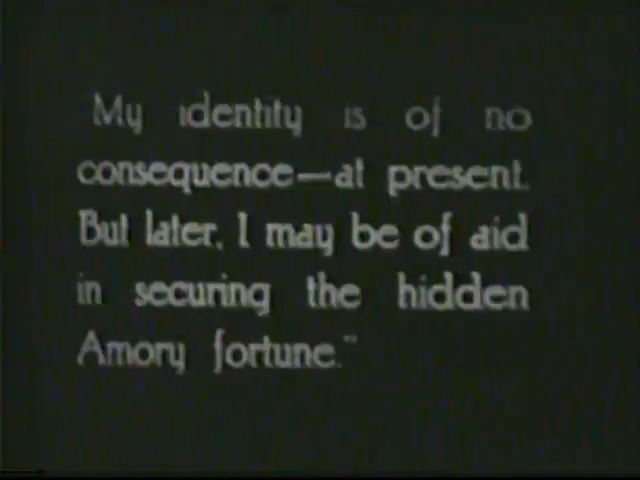 My identity is of no
consequence—at present.
But later, I may be of aid
in securing the hidden
Amory fortune."